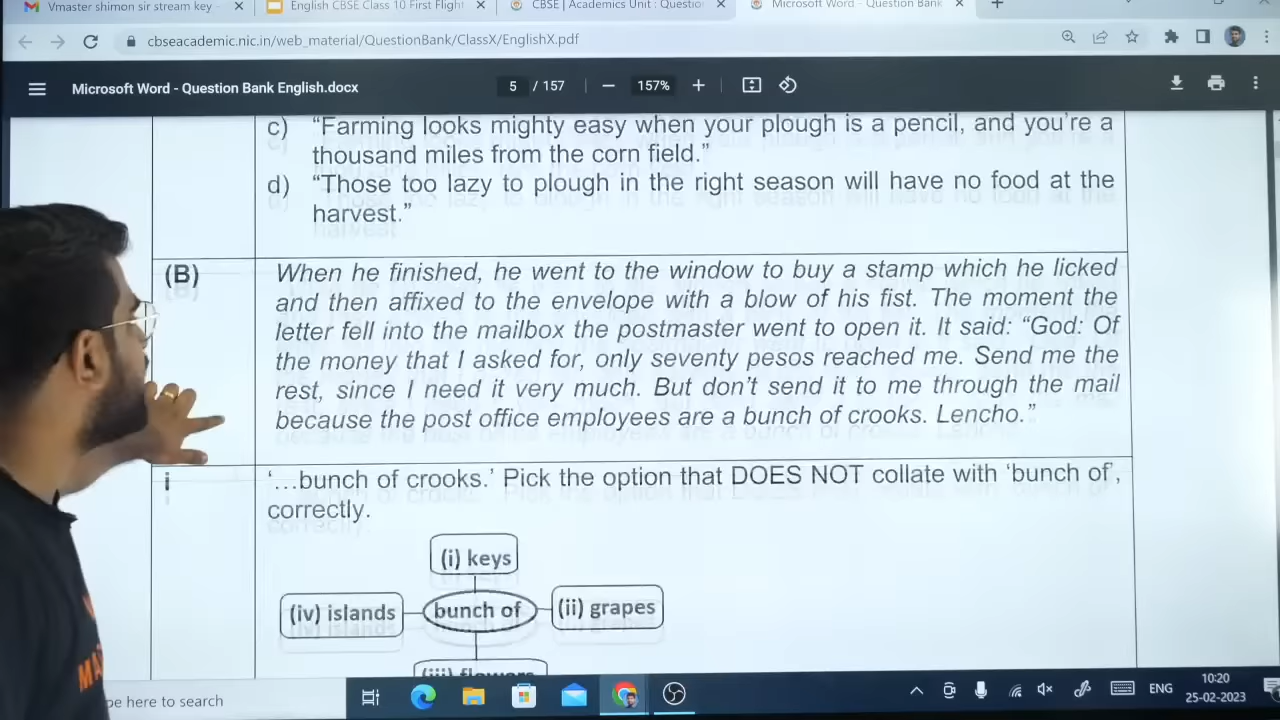 Vmaster shimon sir stream key
English CBSE Class 10 First Flight
CBSE | Academics Unit : Question
Microsoft Word - Question Bank
cbseacademic.nic.in/web_material/QuestionBank/ClassX/EnglishX.pdf
Microsoft Word - Question Bank English.docx
5 / 157
157%
c) “Farming looks mighty easy when your plough is a pencil, and you’re a
thousand miles from the corn field.”
d) “Those too lazy to plough in the right season will have no food at the
harvest.”
(B)
When he finished, he went to the window to buy a stamp which he licked
and then affixed to the envelope with a blow of his fist. The moment the
letter fell into the mailbox the postmaster went to open it. It said: “God: Of
the money that I asked for, only seventy pesos reached me. Send me the
rest, since I need it very much. But don’t send it to me through the mail
because the post office employees are a bunch of crooks. Lencho.”
i
‘…bunch of crooks.’ Pick the option that DOES NOT collate with ‘bunch of’,
correctly.
(i) keys
(iv) islands
bunch of
(ii) grapes
(iii) flowers
pe here to search
ENG
10:20
25-02-2023